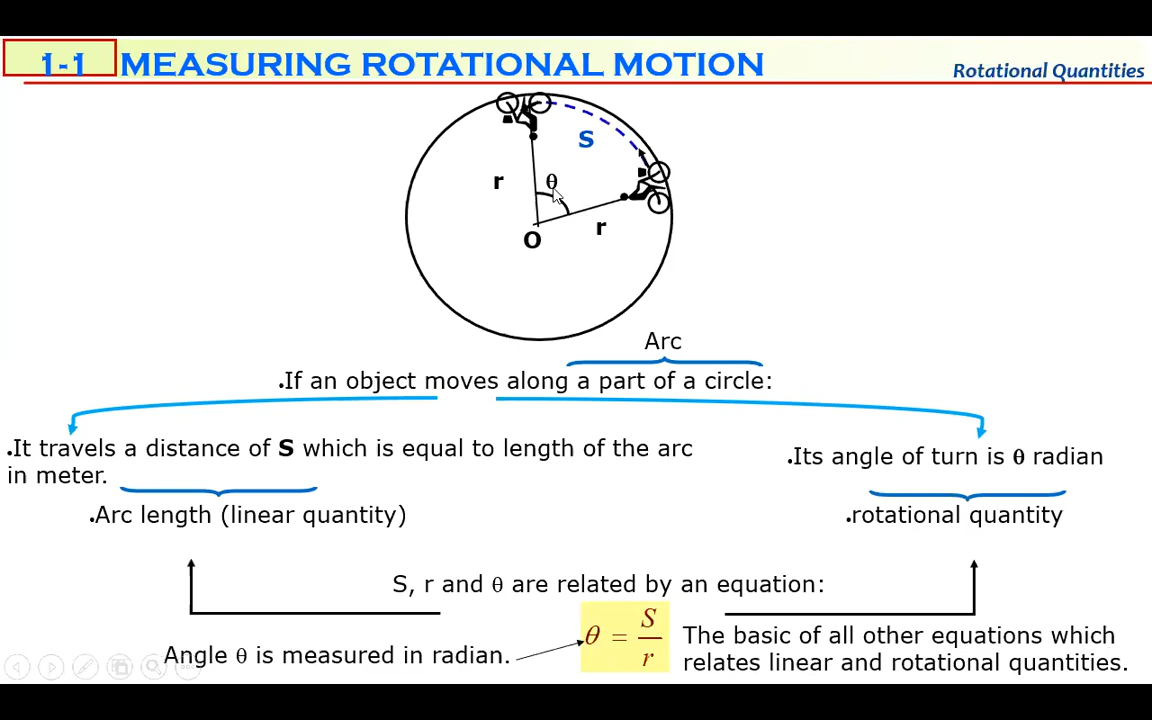 1-1 MEASURING ROTATIONAL MOTION
Rotational Quantities
S
r
θ
r
O
Arc
.If an object moves along a part of a circle:
.It travels a distance of S which is equal to length of the arc
in meter.
.Its angle of turn is θ radian
.Arc length (linear quantity)
.rotational quantity
S, r and θ are related by an equation:
Angle θ is measured in radian.
θ = S/r
The basic of all other equations which
relates linear and rotational quantities.